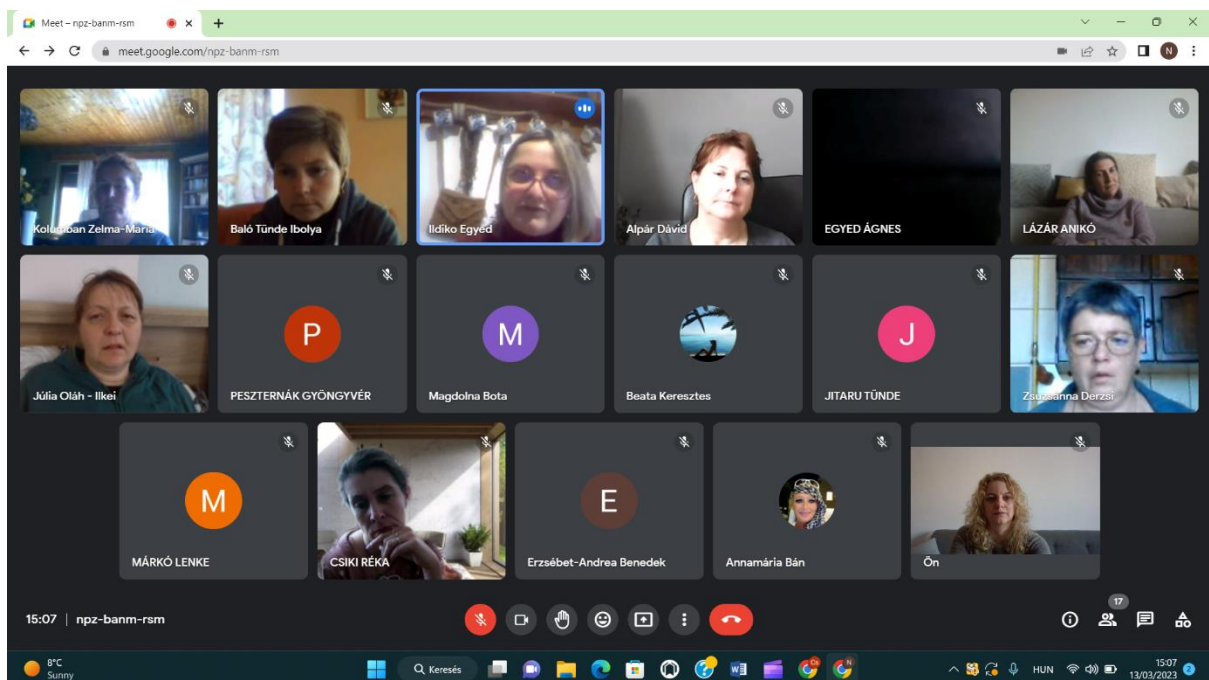 Meet – npz-banm-rsm
meet.google.com/npz-banm-rsm
N
Kolumban Zelma-Maria
Baló Tünde Ibolya
Ildiko Egyed
Alpár Dávid
EGYED ÁGNES
LÁZÁR ANIKÓ
P
M
J
Júlia Oláh - Ilkei
PESZTERNÁK GYÖNGYVÉR
Magdolna Bota
Beata Keresztes
JITARU TÜNDE
Zsuzsanna Derzsi
M
E
MÁRKÓ LENKE
CSIKI RÉKA
Erzsébet-Andrea Benedek
Annamária Bán
Ön
15:07 | npz-banm-rsm
17
8°C
Sunny
Keresés
HUN
15:07
13/03/2023
2